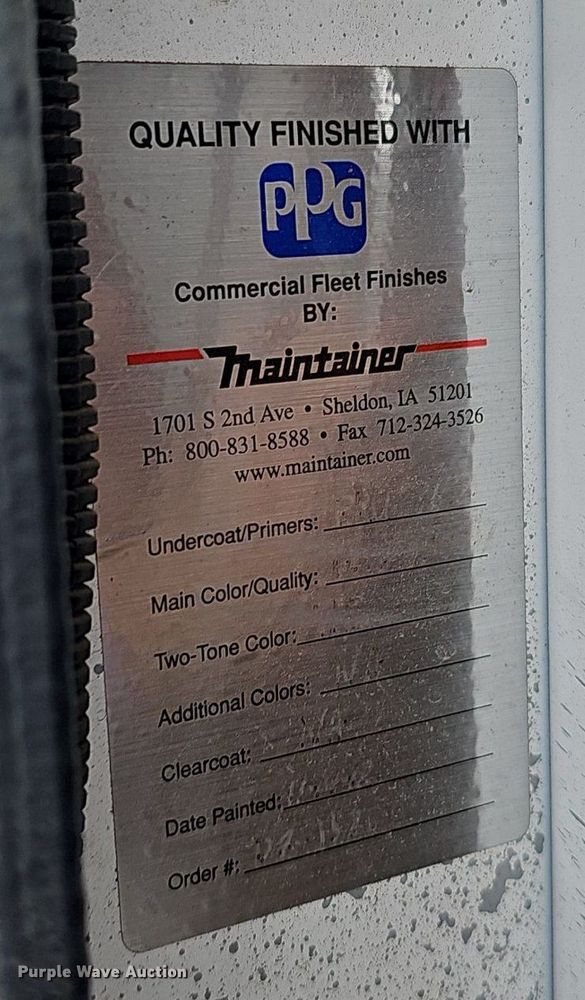 QUALITY FINISHED WITH
PPG
Commercial Fleet Finishes
BY:
Maintainer
1701 S 2nd Ave • Sheldon, IA 51201
Ph: 800-831-8588 • Fax 712-324-3526
www.maintainer.com
Undercoat/Primers:
Main Color/Quality:
Two-Tone Color:
Additional Colors:
Clearcoat:
Date Painted:
Order #:
Purple Wave Auction